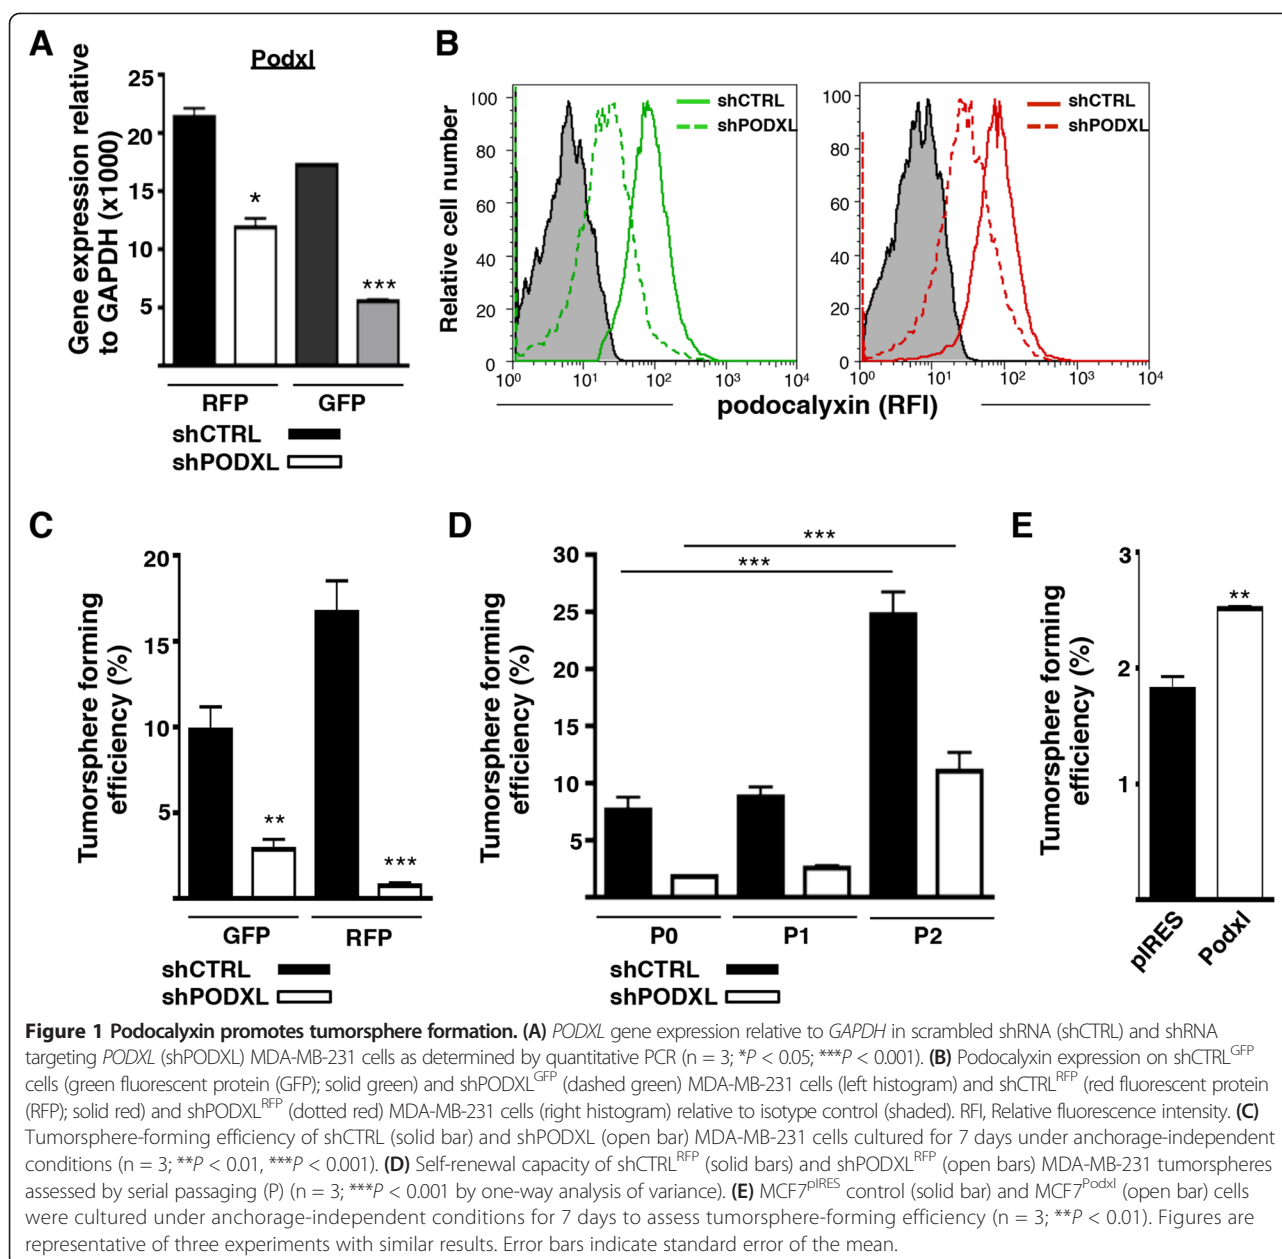 A
Podxl
Gene expression relative
to GAPDH (x1000)
25
20
15
10
5
*
***
RFP
GFP
shCTRL
shPODXL
B
Relative cell number
100
80
60
40
20
0
shCTRL
shPODXL
10⁰
10¹
10²
10³
10⁴
100
80
60
40
20
0
shCTRL
shPODXL
10⁰
10¹
10²
10³
10⁴
podocalyxin (RFI)
C
Tumorsphere forming
efficiency (%)
20
15
10
5
**
***
GFP
RFP
shCTRL
shPODXL
D
Tumorsphere forming
efficiency (%)
30
25
20
15
10
5
***
***
P0
P1
P2
shCTRL
shPODXL
E
Tumorsphere forming
efficiency (%)
3
2
1
**
pIRES
Podxl
Figure 1 Podocalyxin promotes tumorsphere formation. (A) PODXL gene expression relative to GAPDH in scrambled shRNA (shCTRL) and shRNA
targeting PODXL (shPODXL) MDA-MB-231 cells as determined by quantitative PCR (n = 3; *P < 0.05; ***P < 0.001). (B) Podocalyxin expression on shCTRL^GFP
cells (green fluorescent protein (GFP); solid green) and shPODXL^GFP (dashed green) MDA-MB-231 cells (left histogram) and shCTRL^RFP (red fluorescent protein
(RFP); solid red) and shPODXL^RFP (dotted red) MDA-MB-231 cells (right histogram) relative to isotype control (shaded). RFI, Relative fluorescence intensity. (C)
Tumorsphere-forming efficiency of shCTRL (solid bar) and shPODXL (open bar) MDA-MB-231 cells cultured for 7 days under anchorage-independent
conditions (n = 3; **P < 0.01, ***P < 0.001). (D) Self-renewal capacity of shCTRL^RFP (solid bars) and shPODXL^RFP (open bars) MDA-MB-231 tumorspheres
assessed by serial passaging (P) (n = 3; ***P < 0.001 by one-way analysis of variance). (E) MCF7^pIRES control (solid bar) and MCF7^Podxl (open bar) cells
were cultured under anchorage-independent conditions for 7 days to assess tumorsphere-forming efficiency (n = 3; **P < 0.01). Figures are
representative of three experiments with similar results. Error bars indicate standard error of the mean.